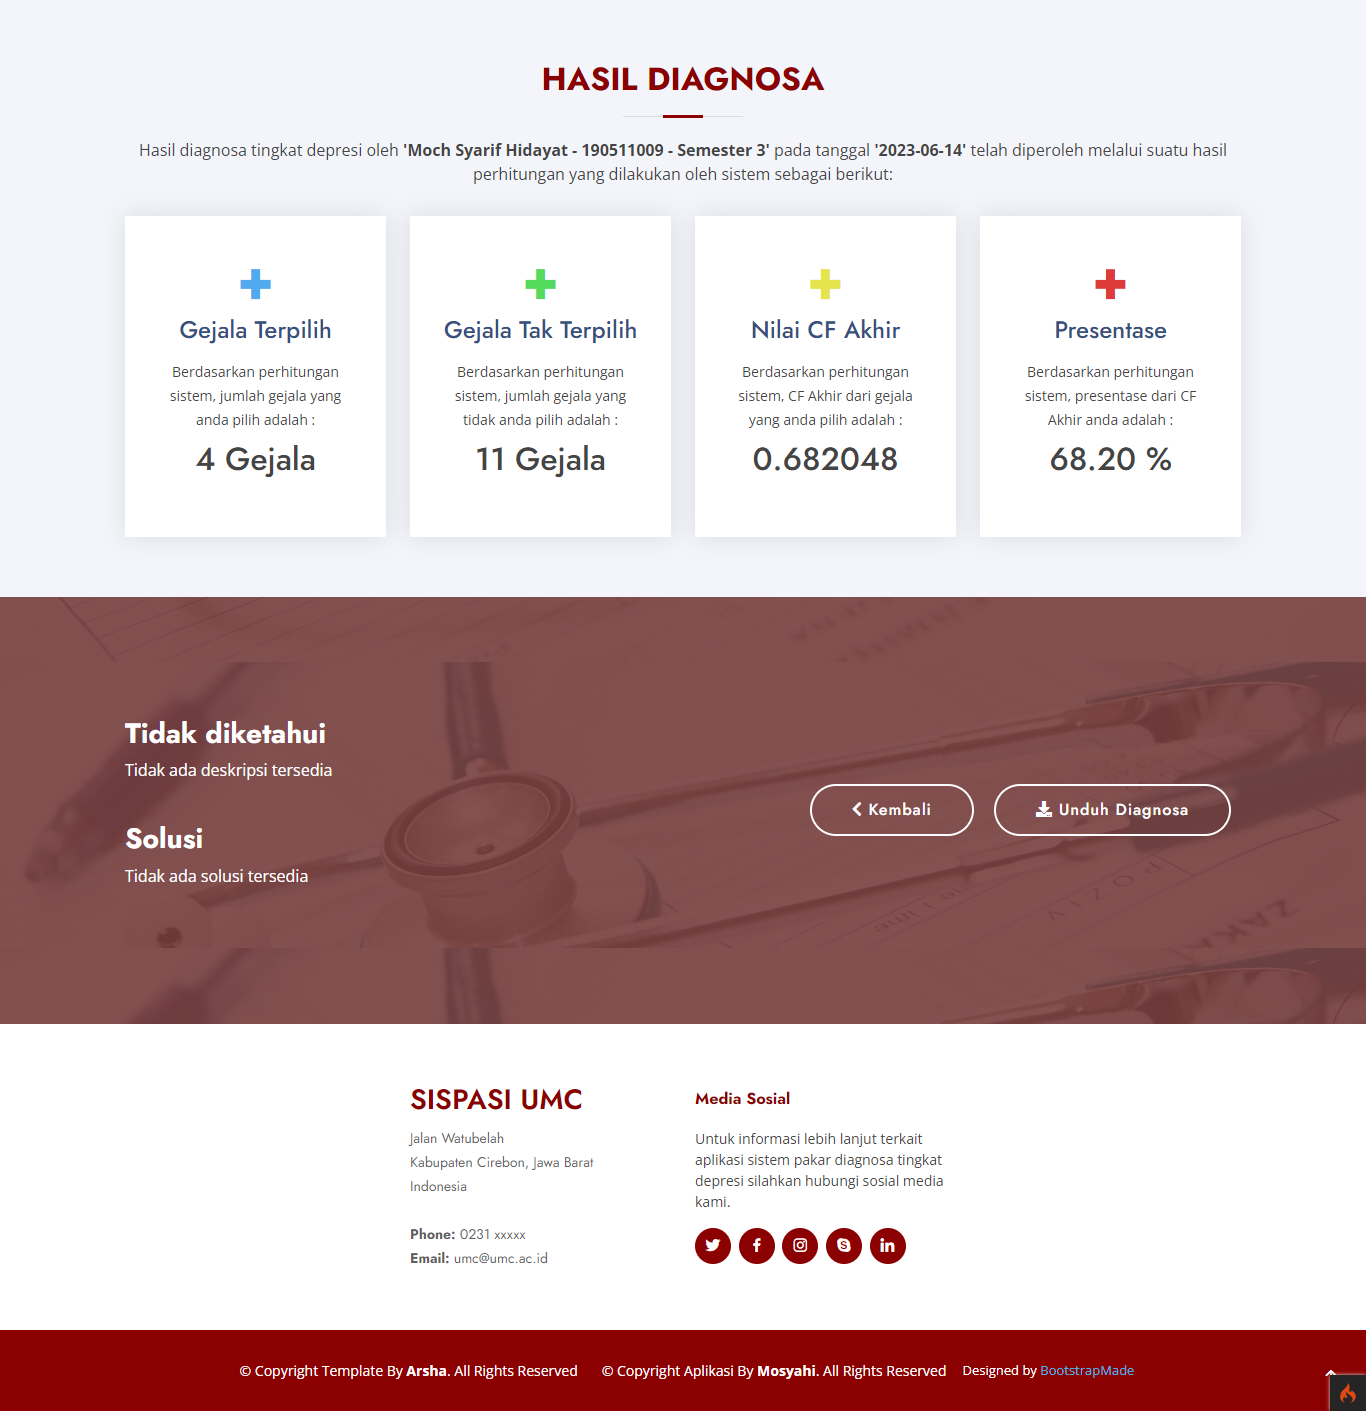 HASIL DIAGNOSA
Hasil diagnosa tingkat depresi oleh 'Moch Syarif Hidayat - 190511009 - Semester 3' pada tanggal '2023-06-14' telah diperoleh melalui suatu hasil
perhitungan yang dilakukan oleh sistem sebagai berikut:
Gejala Terpilih
Berdasarkan perhitungan
sistem, jumlah gejala yang
anda pilih adalah :
4 Gejala
Gejala Tak Terpilih
Berdasarkan perhitungan
sistem, jumlah gejala yang
tidak anda pilih adalah :
11 Gejala
Nilai CF Akhir
Berdasarkan perhitungan
sistem, CF Akhir dari gejala
yang anda pilih adalah :
0.682048
Presentase
Berdasarkan perhitungan
sistem, presentase dari CF
Akhir anda adalah :
68.20 %
Tidak diketahui
Tidak ada deskripsi tersedia
Solusi
Tidak ada solusi tersedia
Kembali
Unduh Diagnosa
SISPASI UMC
Jalan Watubelah
Kabupaten Cirebon, Jawa Barat
Indonesia
Phone: 0231 xxxxx
Email: umc@umc.ac.id
Media Sosial
Untuk informasi lebih lanjut terkait
aplikasi sistem pakar diagnosa tingkat
depresi silahkan hubungi sosial media
kami.
© Copyright Template By Arsha. All Rights Reserved
© Copyright Aplikasi By Mosyahi. All Rights Reserved
Designed by BootstrapMade